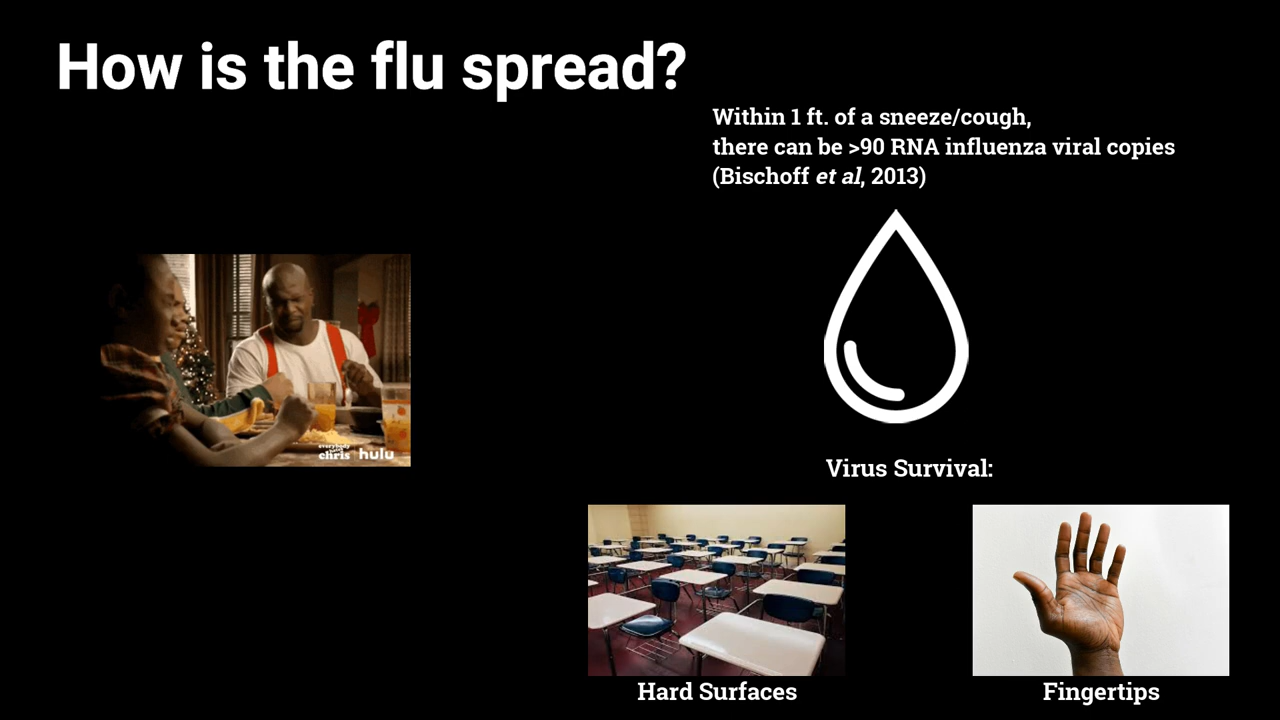 How is the flu spread?
Within 1 ft. of a sneeze/cough,
there can be >90 RNA influenza viral copies
(Bischoff et al, 2013)
everybody
hates
chris | hulu
Virus Survival:
Hard Surfaces
Fingertips